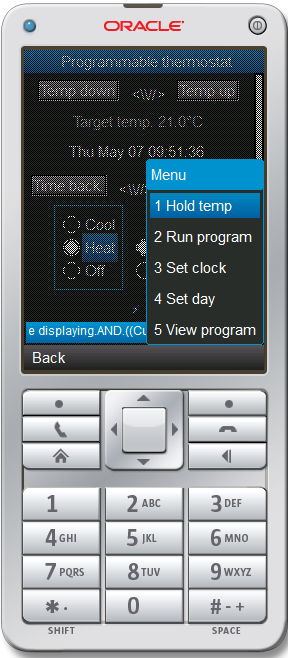 ORACLE
Programmable thermostat
Temp down <\/\/> Temp up
Target temp. 21.0°C
Thu May 07 09:51:36
Time back <\/\/
Menu
1 Hold temp
2 Run program
3 Set clock
4 Set day
5 View program
Cool
Heat
Off
e displaying.AND.((Cu
Back
1 2 ABC 3 DEF
4 GHI 5 JKL 6 MNO
7 PQRS 8 TUV 9 WXYZ
* . 0 # - +
SHIFT SPACE